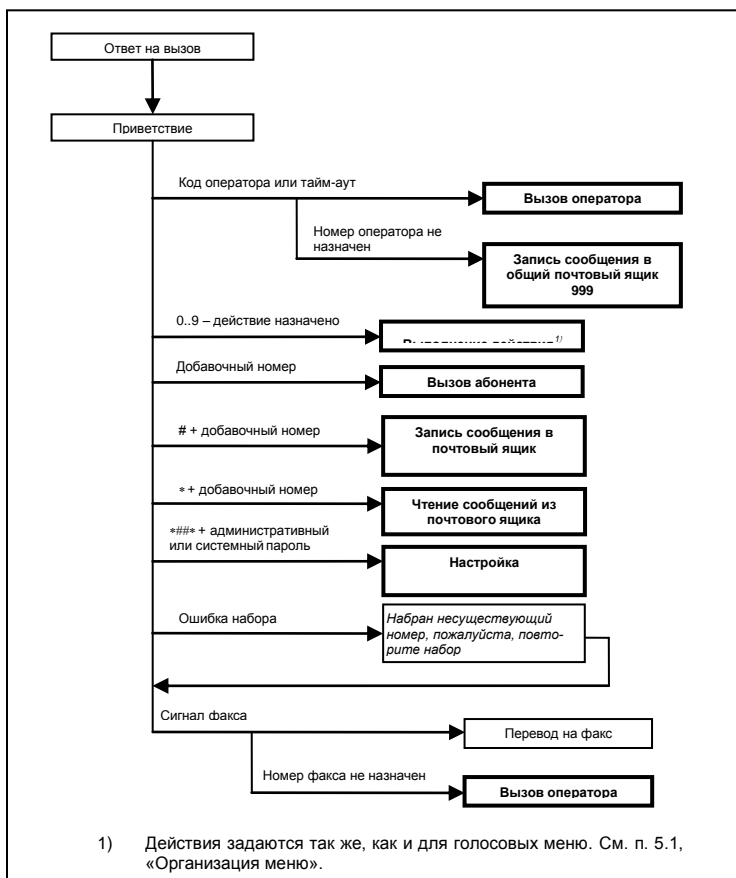 Ответ на вызов
Приветствие
Код оператора или тайм-аут
Вызов оператора
Номер оператора не
назначен
Запись сообщения в
общий почтовый ящик
999
0..9 – действие назначено
Выполнение действия1)
Добавочный номер
Вызов абонента
# + добавочный номер
Запись сообщения в
почтовый ящик
* + добавочный номер
Чтение сообщений из
почтового ящика
*##* + административный
или системный пароль
Настройка
Ошибка набора
Набран несуществующий
номер, пожалуйста, повто-
рите набор
Сигнал факса
Перевод на факс
Номер факса не назначен
Вызов оператора
1) Действия задаются так же, как и для голосовых меню. См. п. 5.1,
«Организация меню».